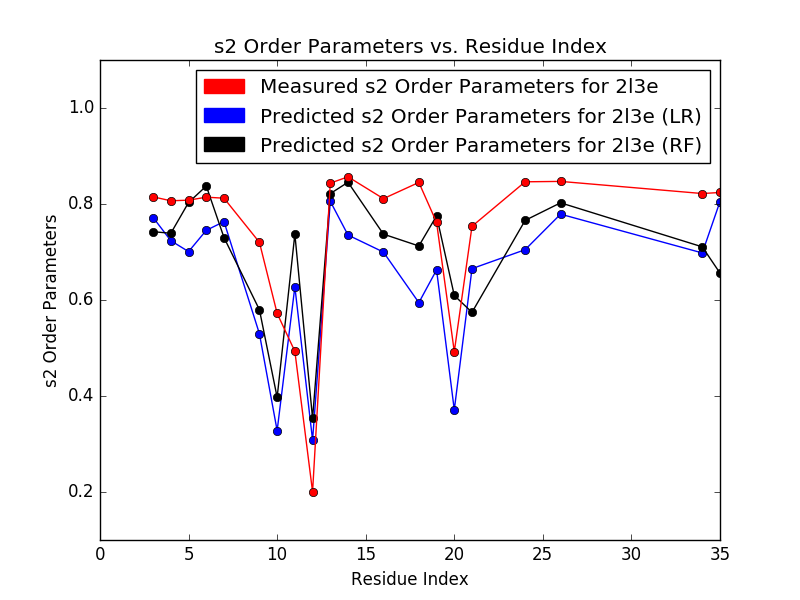 s2 Order Parameters vs. Residue Index
Measured s2 Order Parameters for 2l3e
Predicted s2 Order Parameters for 2l3e (LR)
Predicted s2 Order Parameters for 2l3e (RF)
s2 Order Parameters
1.0
0.8
0.6
0.4
0.2
0 5 10 15 20 25 30 35
Residue Index